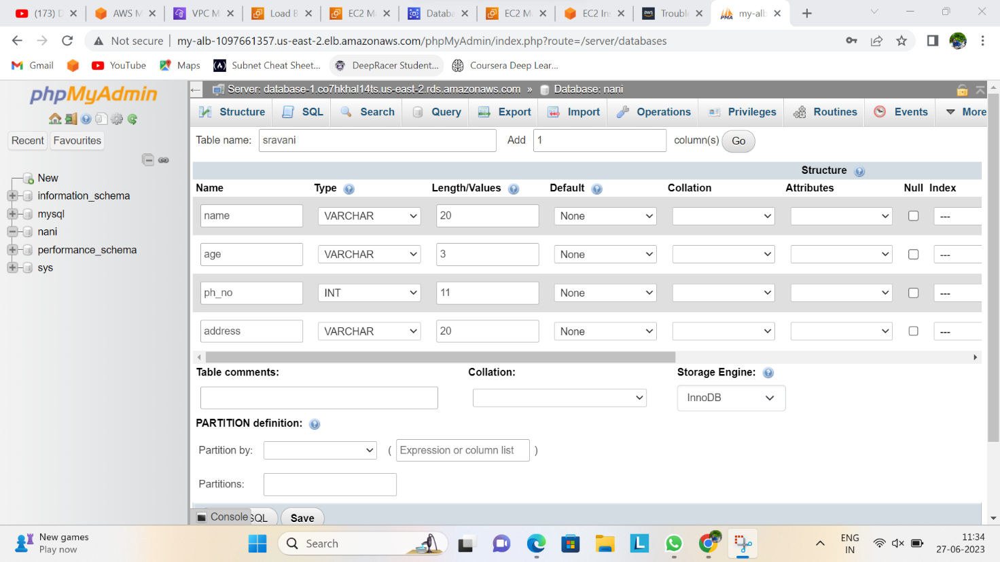 (173) D
AWS M
VPC M
Load B
EC2 M
Databa
EC2 M
EC2 In
aws
Troubl
PMA
my-alb
Not secure
my-alb-1097661357.us-east-2.elb.amazonaws.com/phpMyAdmin/index.php?route=/server/databases
Gmail
YouTube
Maps
Subnet Cheat Sheet...
DeepRacer Student...
Coursera Deep Lear...
phpMyAdmin
Recent
Favourites
New
information_schema
mysql
nani
performance_schema
sys
Server: database-1.co7hkhal14ts.us-east-2.rds.amazonaws.com » Database: nani
Structure
SQL
Search
Query
Export
Import
Operations
Privileges
Routines
Events
More
Table name: sravani Add 1 column(s) Go
Structure
Name Type Length/Values Default Collation Attributes Null Index
name VARCHAR 20 None ---
age VARCHAR 3 None ---
ph_no INT 11 None ---
address VARCHAR 20 None ---
Table comments: Collation: Storage Engine:
InnoDB
PARTITION definition:
Partition by: ( Expression or column list )
Partitions:
Console SQL Save
New games
Play now
Search
ENG
IN
11:34
27-06-2023